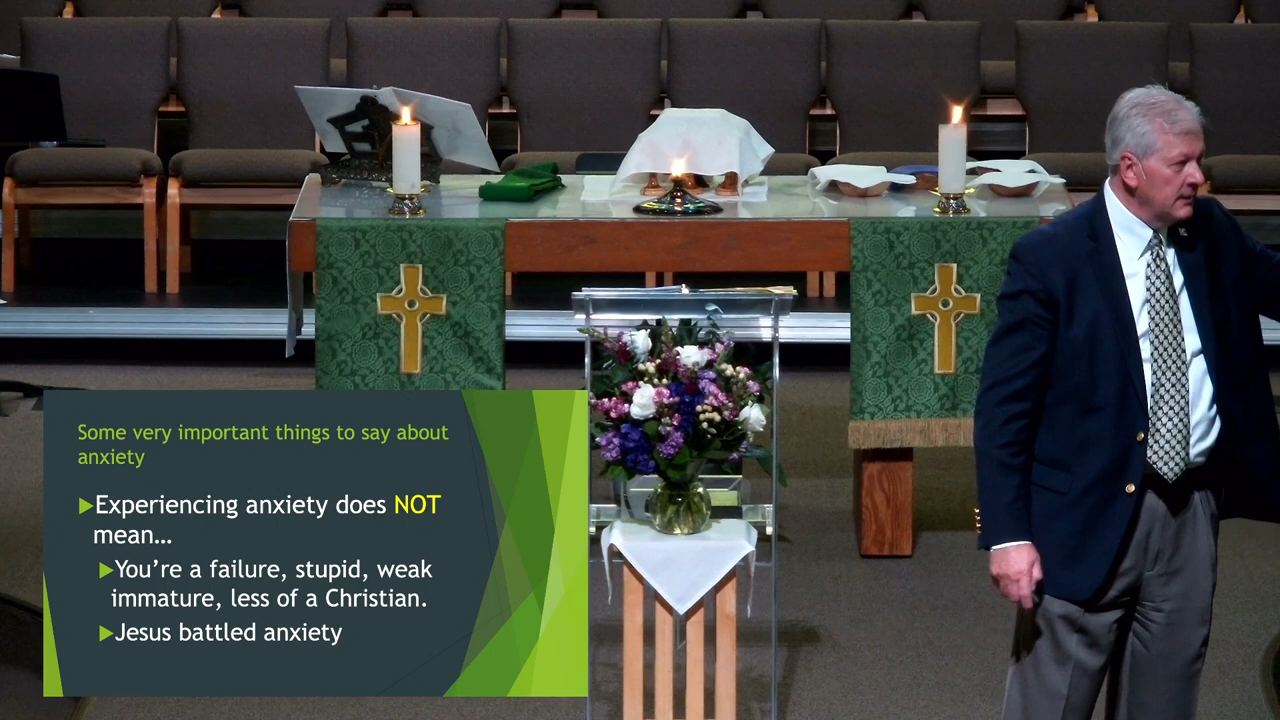 Some very important things to say about
anxiety
Experiencing anxiety does NOT
mean…
You're a failure, stupid, weak
immature, less of a Christian.
Jesus battled anxiety